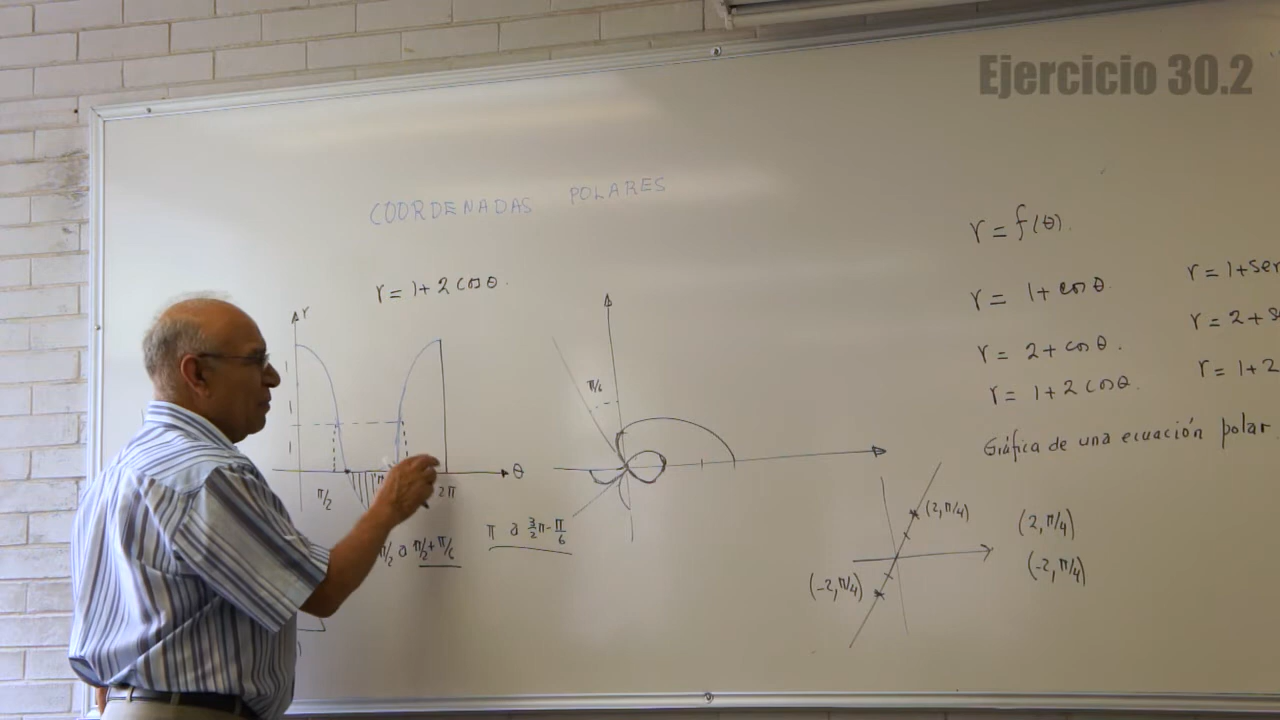 Ejercicio 30.2
COORDENADAS POLARES
r = 1 + 2 cos θ.
r
θ
π/2
2π
π/2 a π/2 + π/6
π a 3/2 π - π/6
π/6
r = f(θ).
r = 1 + cos θ.
r = 2 + cos θ.
r = 1 + 2 cos θ.
r = 1 + sen
r = 2 + s
r = 1 + 2
Gráfica de una ecuación polar
(2, π/4)
(-2, π/4)
(2, π/4)
(-2, π/4)